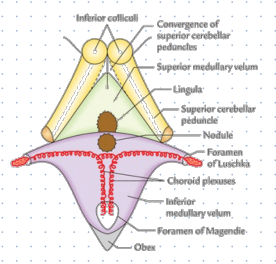 Inferior colliculi
Convergence of
superior cerebellar
peduncles
Superior medullary velum
Lingula
Superior cerebellar
peduncle
Nodule
Foramen
of Luschka
Choroid plexuses
Inferior
medullary velum
Foramen of Magendie
Obex